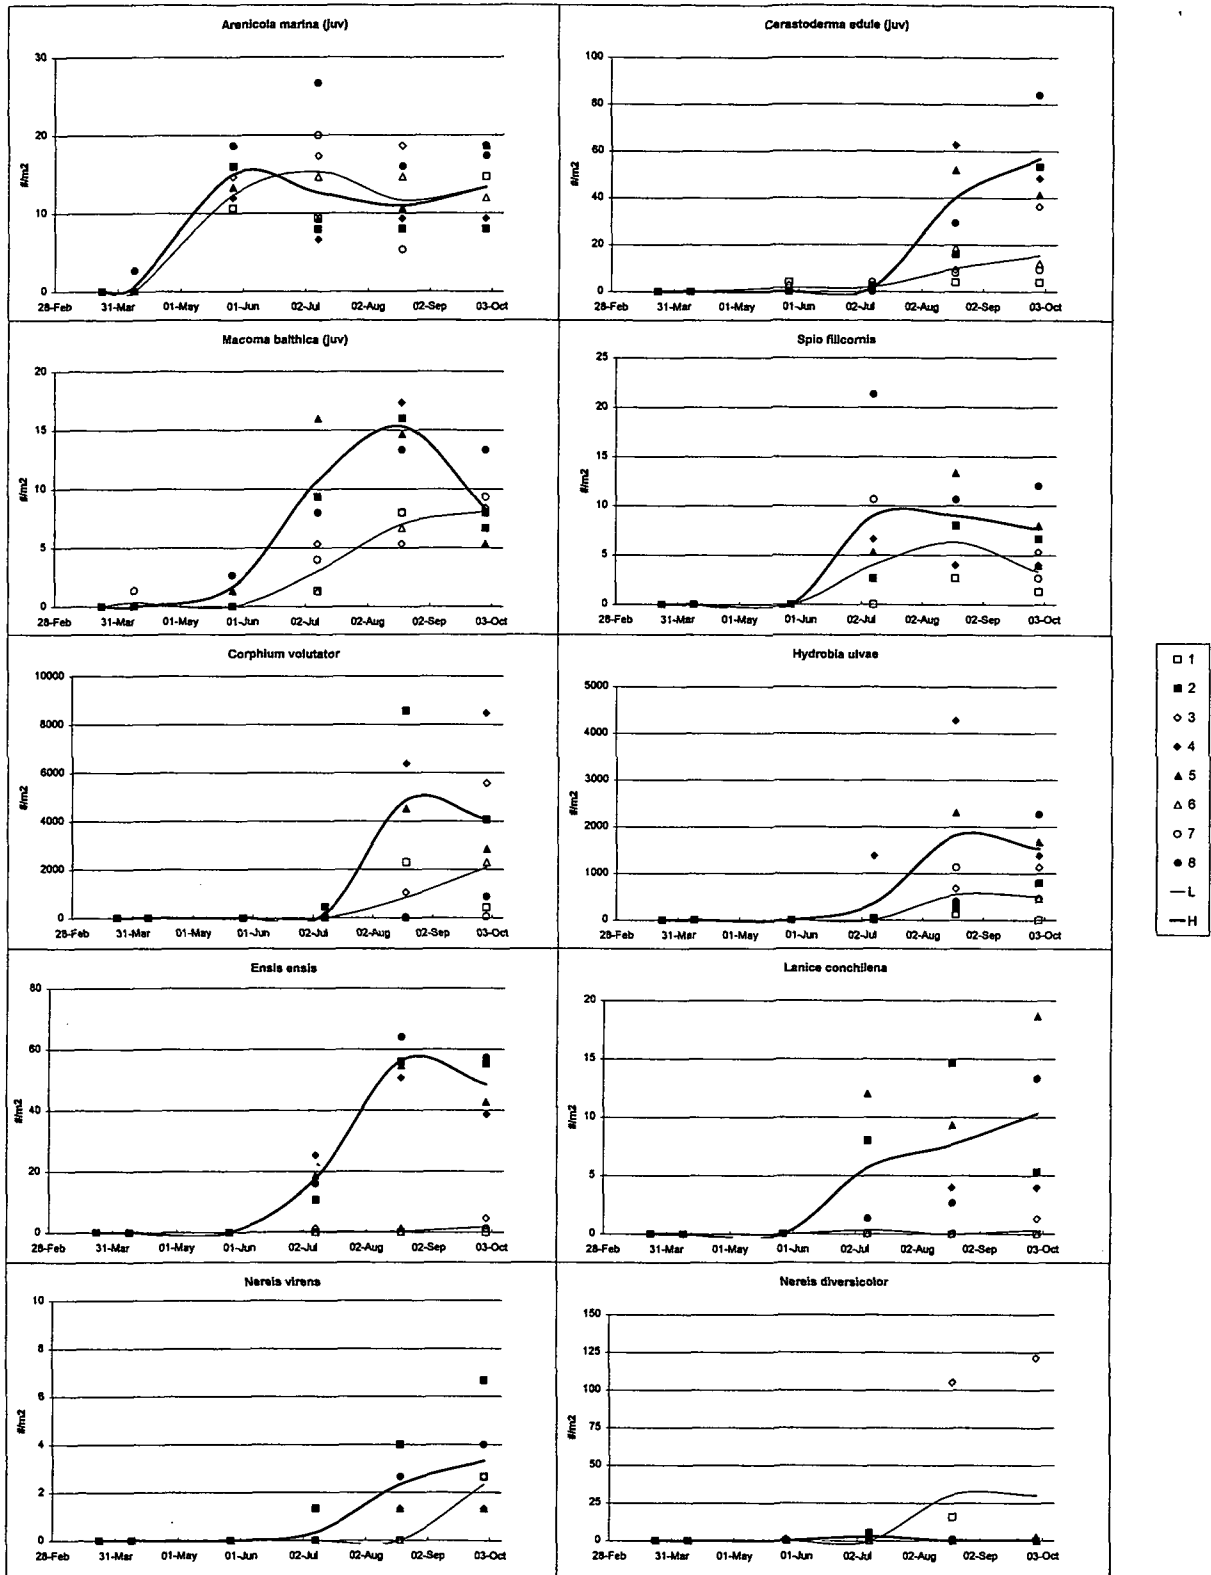 Arenicola marina (juv)
30
20
10
0
#/m2
28-Feb 31-Mar 01-May 01-Jun 02-Jul 02-Aug 02-Sep 03-Oct
Cerastoderma edule (juv)
100
80
60
40
20
0
#/m2
28-Feb 31-Mar 01-May 01-Jun 02-Jul 02-Aug 02-Sep 03-Oct
Macoma balthica (juv)
20
15
10
5
0
#/m2
28-Feb 31-Mar 01-May 01-Jun 02-Jul 02-Aug 02-Sep 03-Oct
Spio filicornis
25
20
15
10
5
0
#/m2
28-Feb 31-Mar 01-May 01-Jun 02-Jul 02-Aug 02-Sep 03-Oct
Corphium volutator
10000
8000
6000
4000
2000
0
#/m2
28-Feb 31-Mar 01-May 01-Jun 02-Jul 02-Aug 02-Sep 03-Oct
Hydrobia ulvae
5000
4000
3000
2000
1000
0
#/m2
28-Feb 31-Mar 01-May 01-Jun 02-Jul 02-Aug 02-Sep 03-Oct
Ensis ensis
80
60
40
20
0
#/m2
28-Feb 31-Mar 01-May 01-Jun 02-Jul 02-Aug 02-Sep 03-Oct
Lanice conchilena
20
15
10
5
0
#/m2
28-Feb 31-Mar 01-May 01-Jun 02-Jul 02-Aug 02-Sep 03-Oct
Nereis virens
10
8
6
4
2
0
#/m2
28-Feb 31-Mar 01-May 01-Jun 02-Jul 02-Aug 02-Sep 03-Oct
Nereis diversicolor
150
125
100
75
50
25
0
#/m2
28-Feb 31-Mar 01-May 01-Jun 02-Jul 02-Aug 02-Sep 03-Oct
1
2
3
4
5
6
7
8
L
H